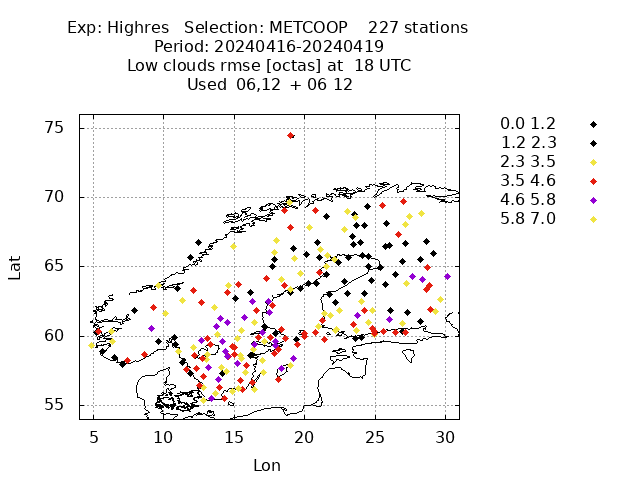 Exp: Highres   Selection: METCOOP    227 stations
Period: 20240416-20240419
Low clouds rmse [octas] at  18 UTC
Used  06,12  + 06 12
75
70
65
60
55
5 10 15 20 25 30
Lat
Lon
0.0 1.2
1.2 2.3
2.3 3.5
3.5 4.6
4.6 5.8
5.8 7.0